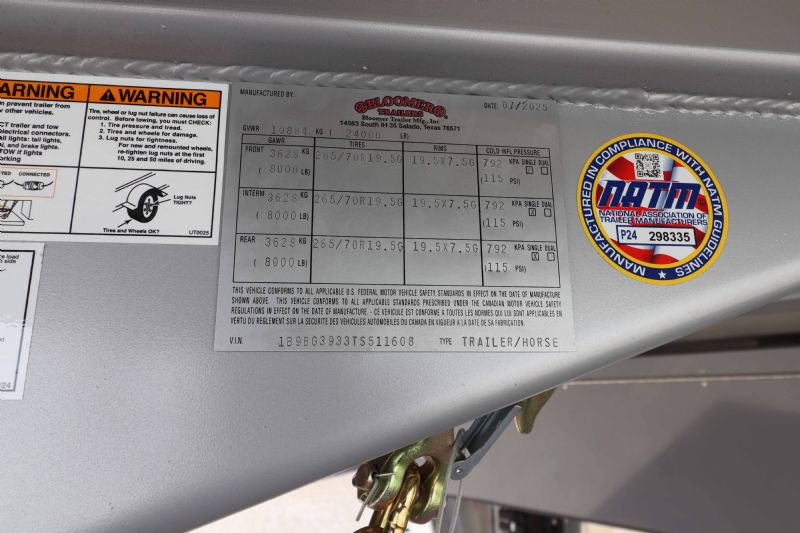 ARNING
WARNING
n prevent trailer from
y other vehicles.
CT trailer and tow
electrical connectors.
il lights: tail lights,
l, and brake lights.
TOW if lights
working
CONNECTED
Tire, wheel or lug nut failure can cause loss of
control. Before towing, you must CHECK:
1. Tire pressure and tread.
2. Tires and wheels for damage.
3. Lug nuts for tightness.
For new and remounted wheels,
re-tighten lug nuts at the first
10, 25 and 50 miles of driving.
Lug Nuts
TIGHT?
Tires and Wheels OK?
UT0025
ce load
h side
r
224
MANUFACTURED BY:
BLOOMER
TRAILERS
Bloomer Trailer Mfg., Inc.
14563 South IH 35 Salado, Texas 76571
DATE: 07/2025
GVWR 10884 KG ( 24000 LB)
GAWR TIRES RIMS COLD INFL PRESSURE
FRONT 3628 KG 265/70R19.5G 19.5X7.5G 792 KPA SINGLE DUAL
( 8000 LB) (115 PSI) X
INTERM 3628 KG 265/70R19.5G 19.5X7.5G 792 KPA SINGLE DUAL
( 8000 LB) (115 PSI) X
REAR 3628 KG 265/70R19.5G 19.5X7.5G 792 KPA SINGLE DUAL
( 8000 LB) (115 PSI) X
THIS VEHICLE CONFORMS TO ALL APPLICABLE U.S. FEDERAL MOTOR VEHICLE SAFETY STANDARDS IN EFFECT ON THE DATE OF MANUFACTURE
SHOWN ABOVE. THIS VEHICLE CONFORMS TO ALL APPLICABLE STANDARDS PRESCRIBED UNDER THE CANADIAN MOTOR VEHICLE SAFETY
REGULATIONS IN EFFECT ON THE DATE OF MANUFACTURE - CE VEHICULE EST CONFORME A TOUTES LES NORMES QUI LUI SONT APPLICABLES EN
VERTU DU REGLEMENT SUR LA SECURITE DES VEHICULES AUTOMOBILES DU CANADA EN VIGUEUR A LA DATE DE SA FABRICATION.
V.I.N. 1B9BG3933TS511608 TYPE TRAILER/HORSE
MANUFACTURED IN COMPLIANCE WITH NATM GUIDELINES
NATM
NATIONAL ASSOCIATION OF
TRAILER MANUFACTURERS
P24 298335